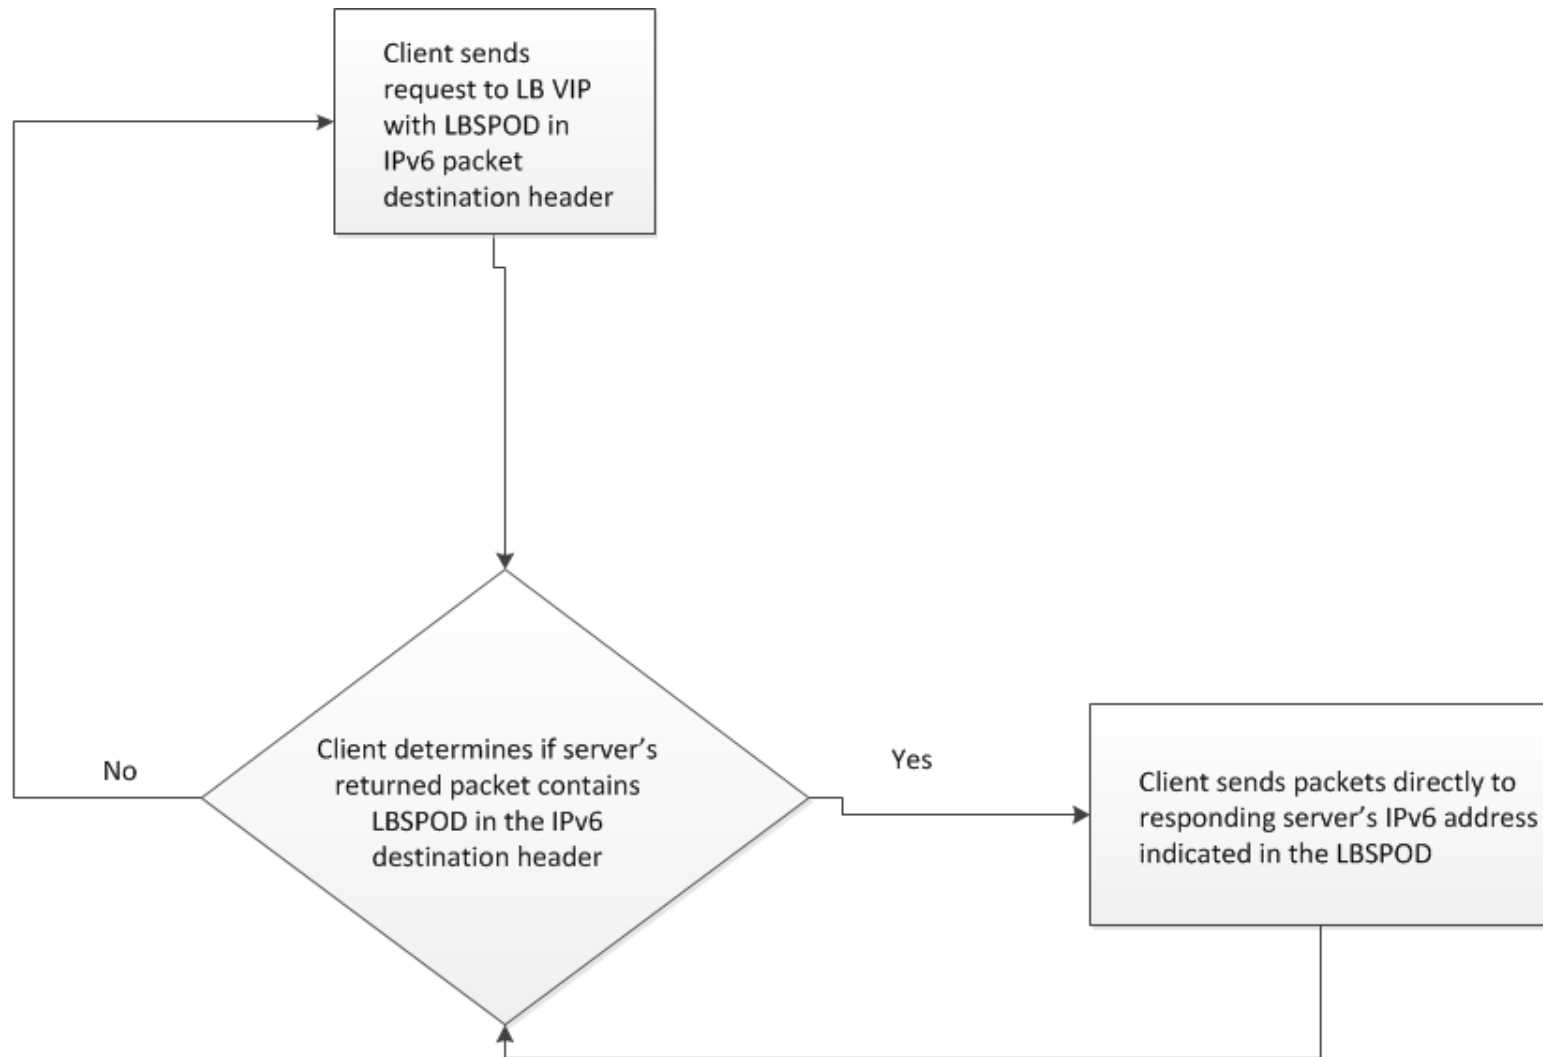 Client sends
request to LB VIP
with LBSPOD in
IPv6 packet
destination header
No
Client determines if server’s
returned packet contains
LBSPOD in the IPv6
destination header
Yes
Client sends packets directly to
responding server’s IPv6 address
indicated in the LBSPOD